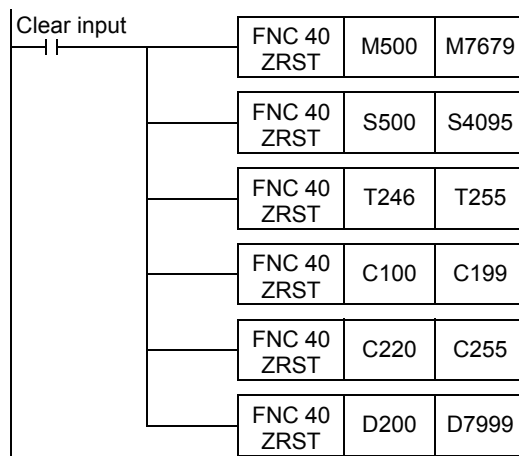 Clear input
FNC 40
ZRST
M500
M7679
FNC 40
ZRST
S500
S4095
FNC 40
ZRST
T246
T255
FNC 40
ZRST
C100
C199
FNC 40
ZRST
C220
C255
FNC 40
ZRST
D200
D7999